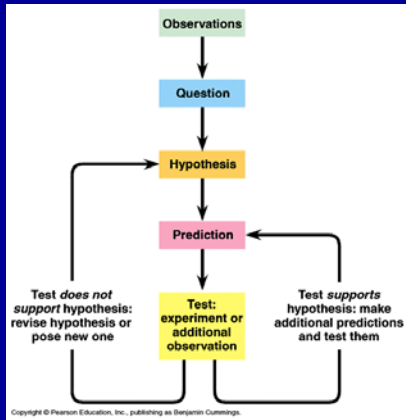 Observations
Question
Hypothesis
Prediction
Test does not
support hypothesis:
revise hypothesis or
pose new one
Test:
experiment or
additional
observation
Test supports
hypothesis: make
additional predictions
and test them
Copyright © Pearson Education, Inc., publishing as Benjamin Cummings.